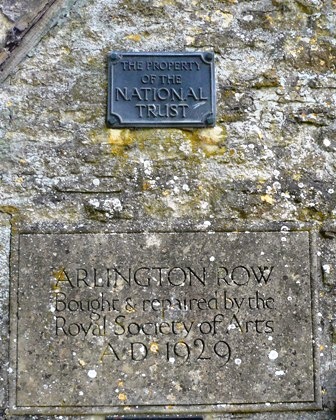 THE PROPERTY
OF THE
NATIONAL
TRUST
ARLINGTON ROW
Bought & repaired by the
Royal Society of Arts
A.D. 1929